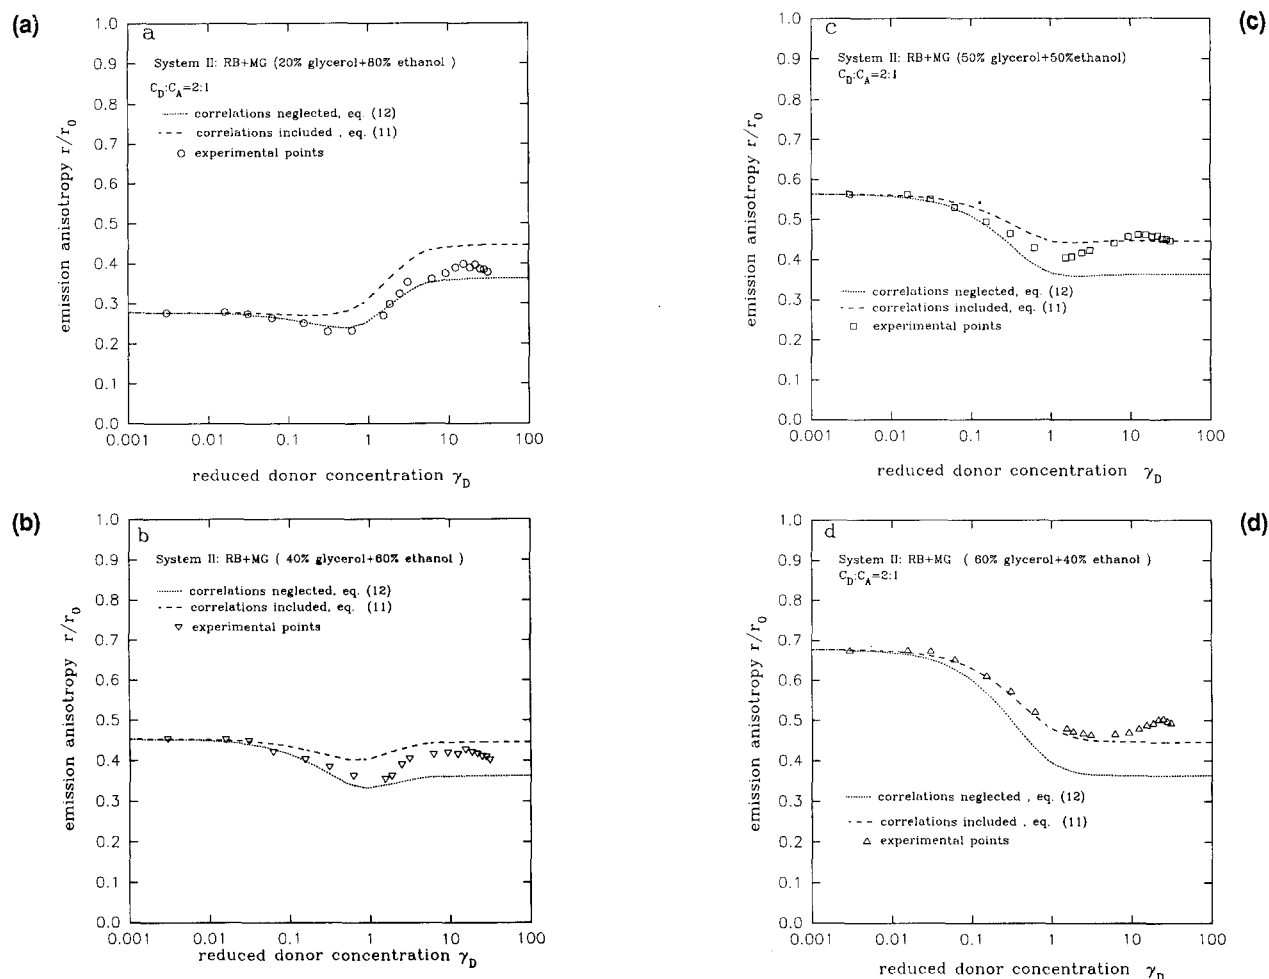 (a)
a
System II: RB+MG (20% glycerol+80% ethanol )
C_D:C_A=2:1
correlations neglected, eq. (12)
correlations included , eq. (11)
experimental points
emission anisotropy r/r_0
1.0
0.9
0.8
0.7
0.6
0.5
0.4
0.3
0.2
0.1
0.0
0.001
0.01
0.1
1
10
100
reduced donor concentration γ_D
(b)
b
System II: RB+MG ( 40% glycerol+60% ethanol )
correlations neglected, eq. (12)
correlations included, eq. (11)
experimental points
emission anisotropy r/r_0
1.0
0.9
0.8
0.7
0.6
0.5
0.4
0.3
0.2
0.1
0.0
0.001
0.01
0.1
1
10
100
reduced donor concentration γ_D
(c)
c
System II: RB+MG (50% glycerol+50%ethanol)
C_D:C_A=2:1
correlations neglected, eq. (12)
correlations included, eq. (11)
experimental points
emission anisotropy r/r_0
1.0
0.9
0.8
0.7
0.6
0.5
0.4
0.3
0.2
0.1
0.0
0.001
0.01
0.1
1
10
100
reduced donor concentration γ_D
(d)
d
System II: RB+MG ( 60% glycerol+40% ethanol )
C_D:C_A=2:1
correlations neglected , eq. (12)
correlations included , eq. (11)
experimental points
emission anisotropy r/r_0
1.0
0.9
0.8
0.7
0.6
0.5
0.4
0.3
0.2
0.1
0.0
0.001
0.01
0.1
1
10
100
reduced donor concentration γ_D